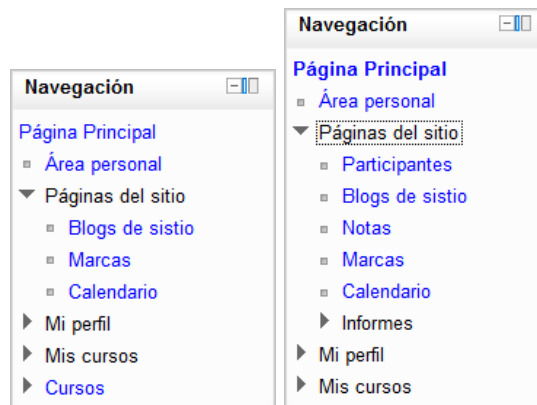 Navegación
Página Principal
Área personal
Páginas del sitio
Blogs de sistio
Marcas
Calendario
Mi perfil
Mis cursos
Cursos
Navegación
Página Principal
Área personal
Páginas del sitio
Participantes
Blogs de sistio
Notas
Marcas
Calendario
Informes
Mi perfil
Mis cursos